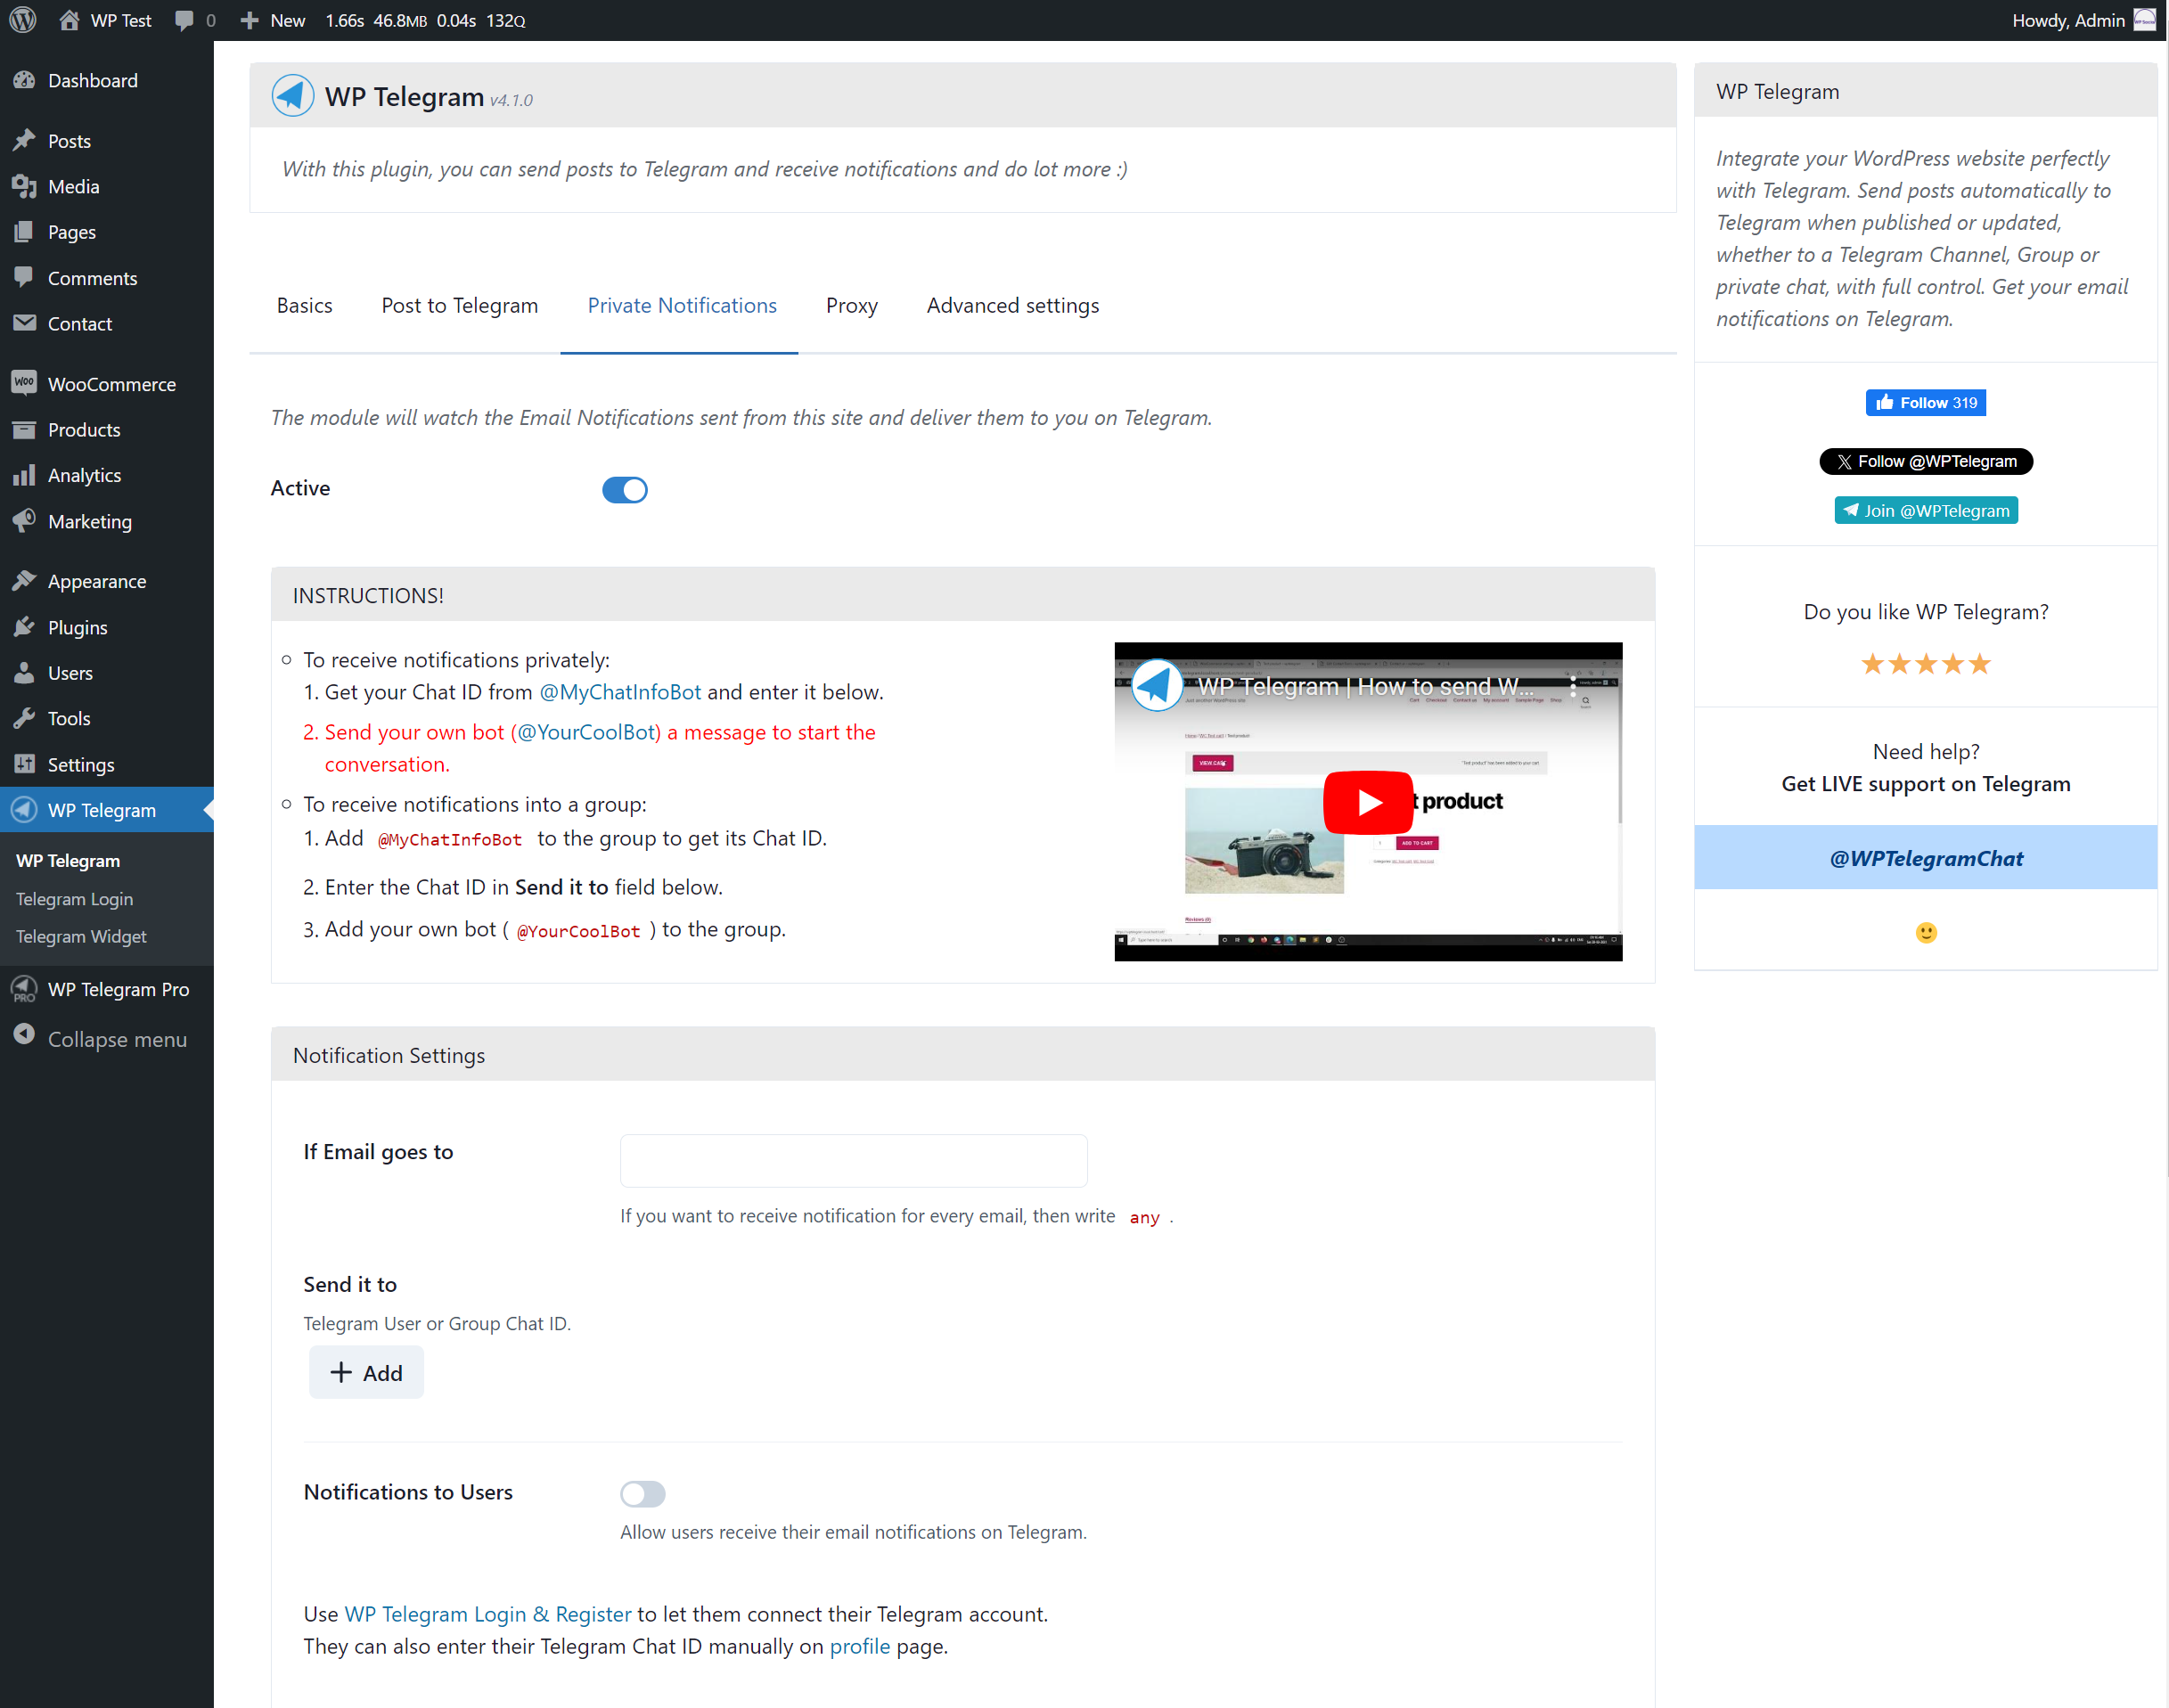 WP Test
0
New
1.66s 46.8MB 0.04s 132Q
Howdy, Admin
Dashboard
Posts
Media
Pages
Comments
Contact
WooCommerce
Products
Analytics
Marketing
Appearance
Plugins
Users
Tools
Settings
WP Telegram
WP Telegram
Telegram Login
Telegram Widget
WP Telegram Pro
Collapse menu
WP Telegram v4.1.0
With this plugin, you can send posts to Telegram and receive notifications and do lot more :)
Basics
Post to Telegram
Private Notifications
Proxy
Advanced settings
The module will watch the Email Notifications sent from this site and deliver them to you on Telegram.
Active
INSTRUCTIONS!
To receive notifications privately:
1. Get your Chat ID from @MyChatInfoBot and enter it below.
2. Send your own bot (@YourCoolBot) a message to start the
conversation.
To receive notifications into a group:
1. Add @MyChatInfoBot to the group to get its Chat ID.
2. Enter the Chat ID in Send it to field below.
3. Add your own bot ( @YourCoolBot ) to the group.
WP Telegram | How to send W...
VIEW CART
product
ADD TO CART
Reviews (0)
Notification Settings
If Email goes to
If you want to receive notification for every email, then write any .
Send it to
Telegram User or Group Chat ID.
Add
Notifications to Users
Allow users receive their email notifications on Telegram.
Use WP Telegram Login & Register to let them connect their Telegram account.
They can also enter their Telegram Chat ID manually on profile page.
WP Telegram
Integrate your WordPress website perfectly
with Telegram. Send posts automatically to
Telegram when published or updated,
whether to a Telegram Channel, Group or
private chat, with full control. Get your email
notifications on Telegram.
Follow 319
Follow @WPTelegram
Join @WPTelegram
Do you like WP Telegram?
Need help?
Get LIVE support on Telegram
@WPTelegramChat